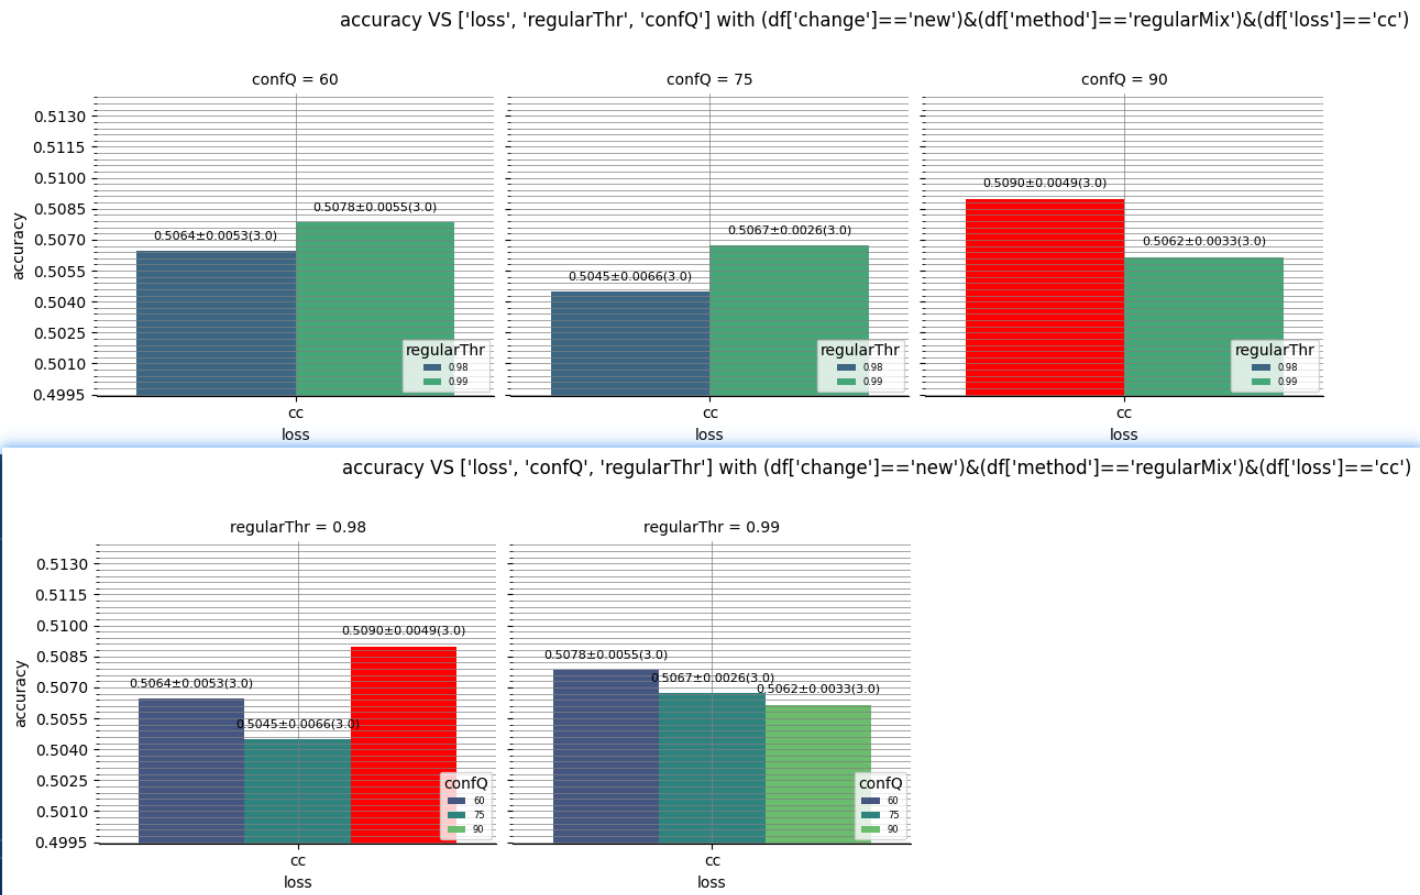 accuracy VS ['loss', 'regularThr', 'confQ'] with (df['change']=='new')&(df['method']=='regularMix')&(df['loss']=='cc')
confQ = 60
confQ = 75
confQ = 90
accuracy
0.5130
0.5115
0.5100
0.5085
0.5070
0.5055
0.5040
0.5025
0.5010
0.4995
0.5064±0.0053(3.0)
0.5078±0.0055(3.0)
regularThr
0.98
0.99
cc
loss
0.5045±0.0066(3.0)
0.5067±0.0026(3.0)
regularThr
0.98
0.99
cc
loss
0.5090±0.0049(3.0)
0.5062±0.0033(3.0)
regularThr
0.98
0.99
cc
loss
accuracy VS ['loss', 'confQ', 'regularThr'] with (df['change']=='new')&(df['method']=='regularMix')&(df['loss']=='cc')
regularThr = 0.98
regularThr = 0.99
accuracy
0.5130
0.5115
0.5100
0.5085
0.5070
0.5055
0.5040
0.5025
0.5010
0.4995
0.5064±0.0053(3.0)
0.5045±0.0066(3.0)
0.5090±0.0049(3.0)
confQ
60
75
90
cc
loss
0.5078±0.0055(3.0)
0.5067±0.0026(3.0)
0.5062±0.0033(3.0)
confQ
60
75
90
cc
loss